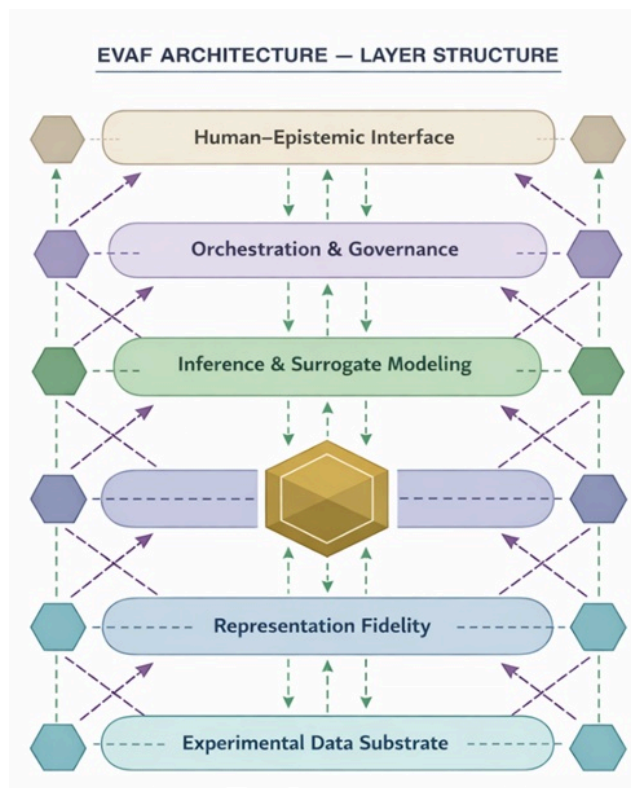 EVAF ARCHITECTURE — LAYER STRUCTURE
Human–Epistemic Interface
Orchestration & Governance
Inference & Surrogate Modeling
Representation Fidelity
Experimental Data Substrate